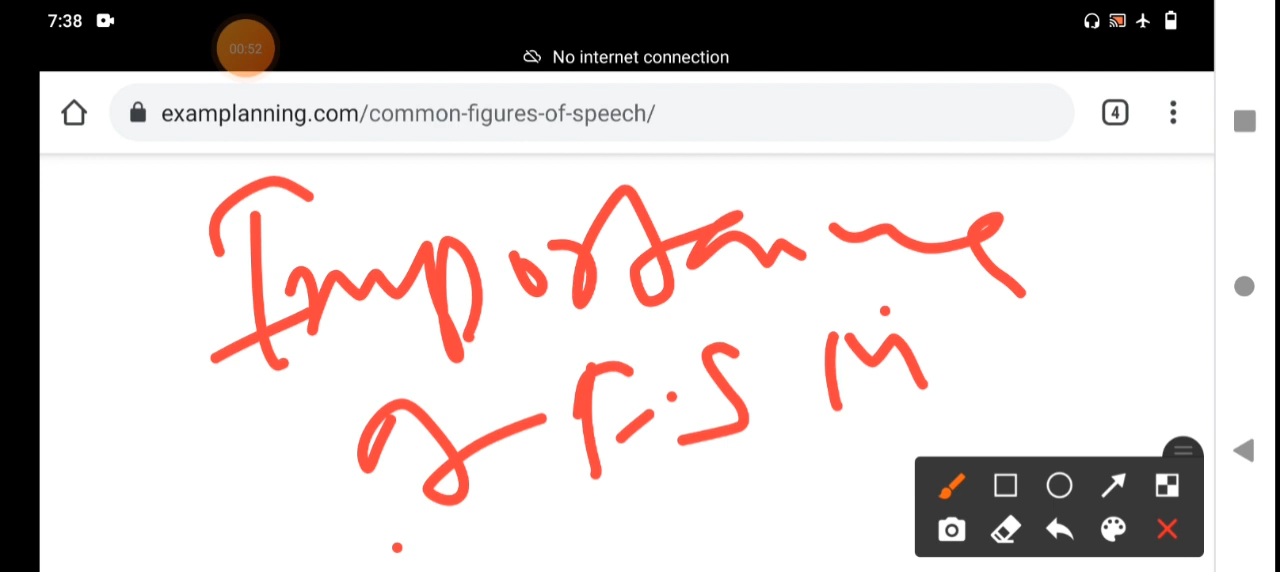 7:38
00:52
No internet connection
examplanning.com/common-figures-of-speech/
4
Importance
of F.S in